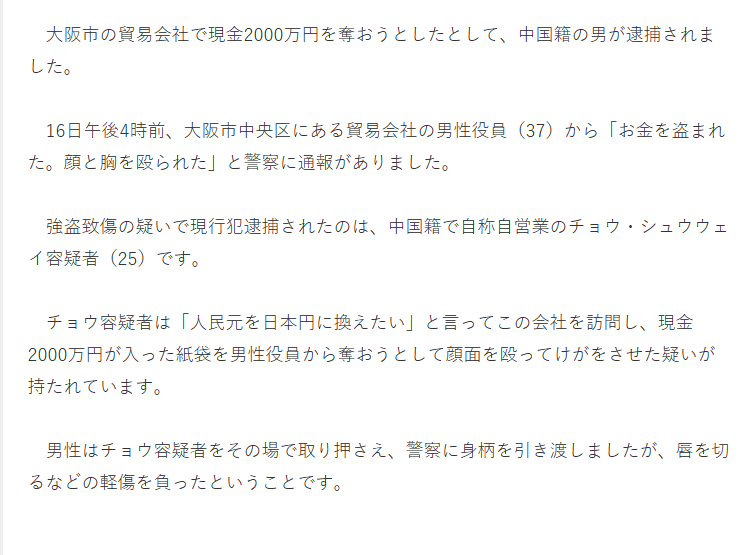 大阪市の貿易会社で現金2000万円を奪おうとしたとして、中国籍の男が逮捕されま
した。
16日午後4時前、大阪市中央区にある貿易会社の男性役員（37）から「お金を盗まれ
た。顔と胸を殴られた」と警察に通報がありました。
強盗致傷の疑いで現行犯逮捕されたのは、中国籍で自称自営業のチョウ・シュウウェ
イ容疑者（25）です。
チョウ容疑者は「人民元を日本円に換えたい」と言ってこの会社を訪問し、現金
2000万円が入った紙袋を男性役員から奪おうとして顔面を殴ってけがをさせた疑いが
持たれています。
男性はチョウ容疑者をその場で取り押さえ、警察に身柄を引き渡しましたが、唇を切
るなどの軽傷を負ったということです。